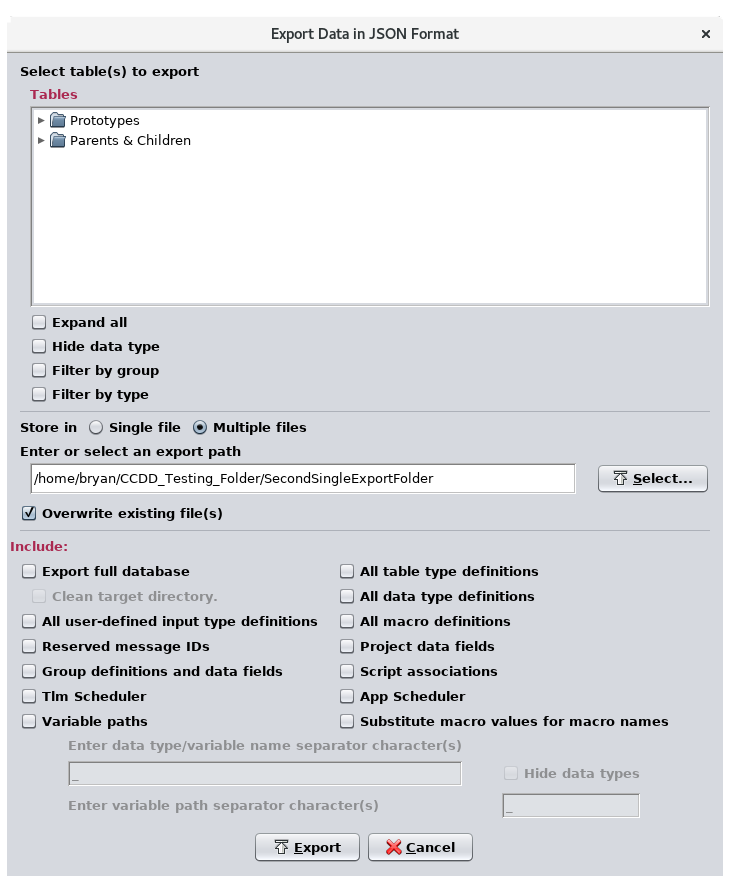 Export Data in JSON Format
Select table(s) to export
Tables
Prototypes
Parents & Children
Expand all
Hide data type
Filter by group
Filter by type
Store in Single file Multiple files
Enter or select an export path
/home/bryan/CCDD_Testing_Folder/SecondSingleExportFolder Select...
Overwrite existing file(s)
Include:
Export full database All table type definitions
Clean target directory. All data type definitions
All user-defined input type definitions All macro definitions
Reserved message IDs Project data fields
Group definitions and data fields Script associations
Tlm Scheduler App Scheduler
Variable paths Substitute macro values for macro names
Enter data type/variable name separator character(s)
_ Hide data types
Enter variable path separator character(s) _
Export Cancel